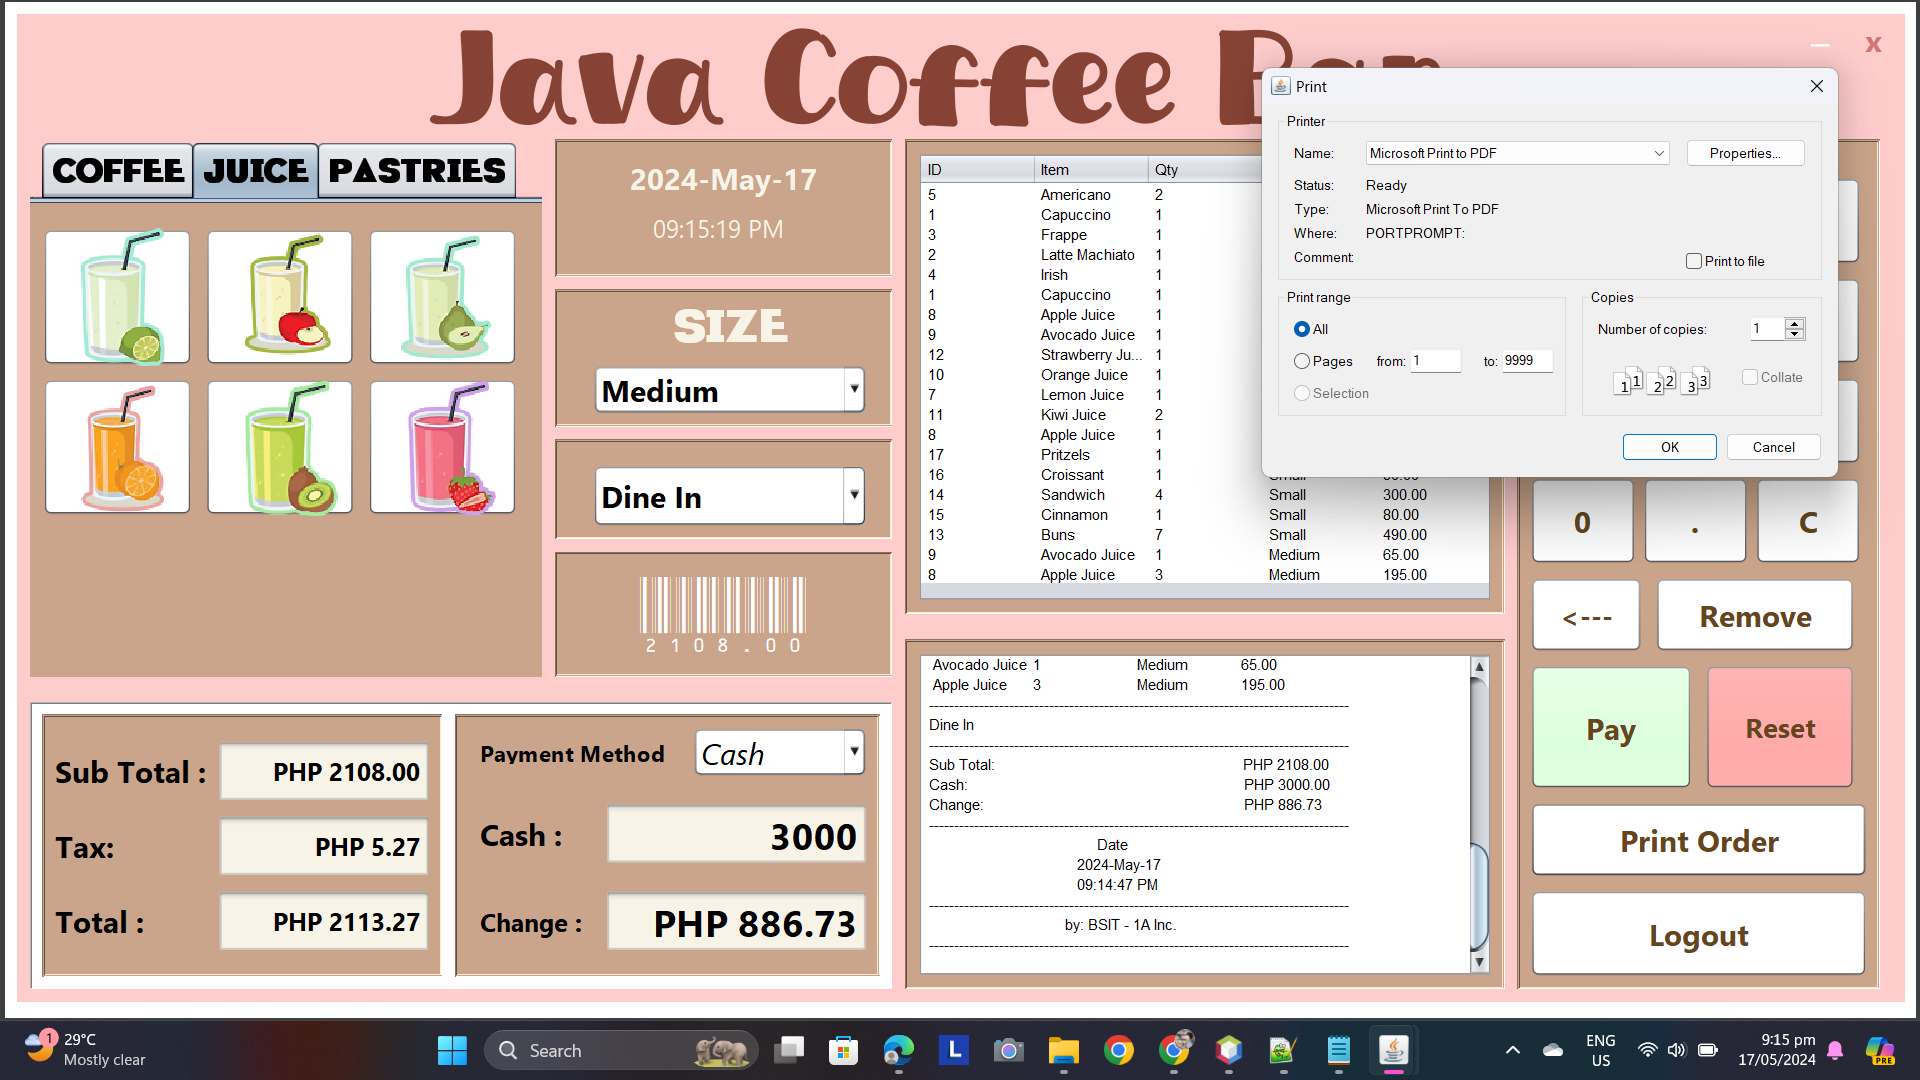 Java Coffee Bar
X
COFFEE JUICE PASTRIES
2024-May-17
09:15:19 PM
SIZE
Medium
Dine In
2108.00
Sub Total : PHP 2108.00
Tax: PHP 5.27
Total : PHP 2113.27
Payment Method Cash
Cash : 3000
Change : PHP 886.73
ID Item Qty
5 Americano 2
1 Capuccino 1
3 Frappe 1
2 Latte Machiato 1
4 Irish 1
1 Capuccino 1
8 Apple Juice 1
9 Avocado Juice 1
12 Strawberry Ju... 1
10 Orange Juice 1
7 Lemon Juice 1
11 Kiwi Juice 2
8 Apple Juice 1
17 Pritzels 1
16 Croissant 1
14 Sandwich 4 Small 300.00
15 Cinnamon 1 Small 80.00
13 Buns 7 Small 490.00
9 Avocado Juice 1 Medium 65.00
8 Apple Juice 3 Medium 195.00
Avocado Juice 1 Medium 65.00
Apple Juice 3 Medium 195.00
Dine In
Sub Total: PHP 2108.00
Cash: PHP 3000.00
Change: PHP 886.73
Date
2024-May-17
09:14:47 PM
by: BSIT - 1A Inc.
Print
Printer
Name: Microsoft Print to PDF Properties...
Status: Ready
Type: Microsoft Print To PDF
Where: PORTPROMPT:
Comment:
Print to file
Print range
All
Pages from: 1 to: 9999
Selection
Copies
Number of copies: 1
1 1 2 2 3 3
Collate
OK Cancel
0 . C
<--- Remove
Pay Reset
Print Order
Logout
1
29°C
Mostly clear
Search
L
ENG
US
9:15 pm
17/05/2024
PRE